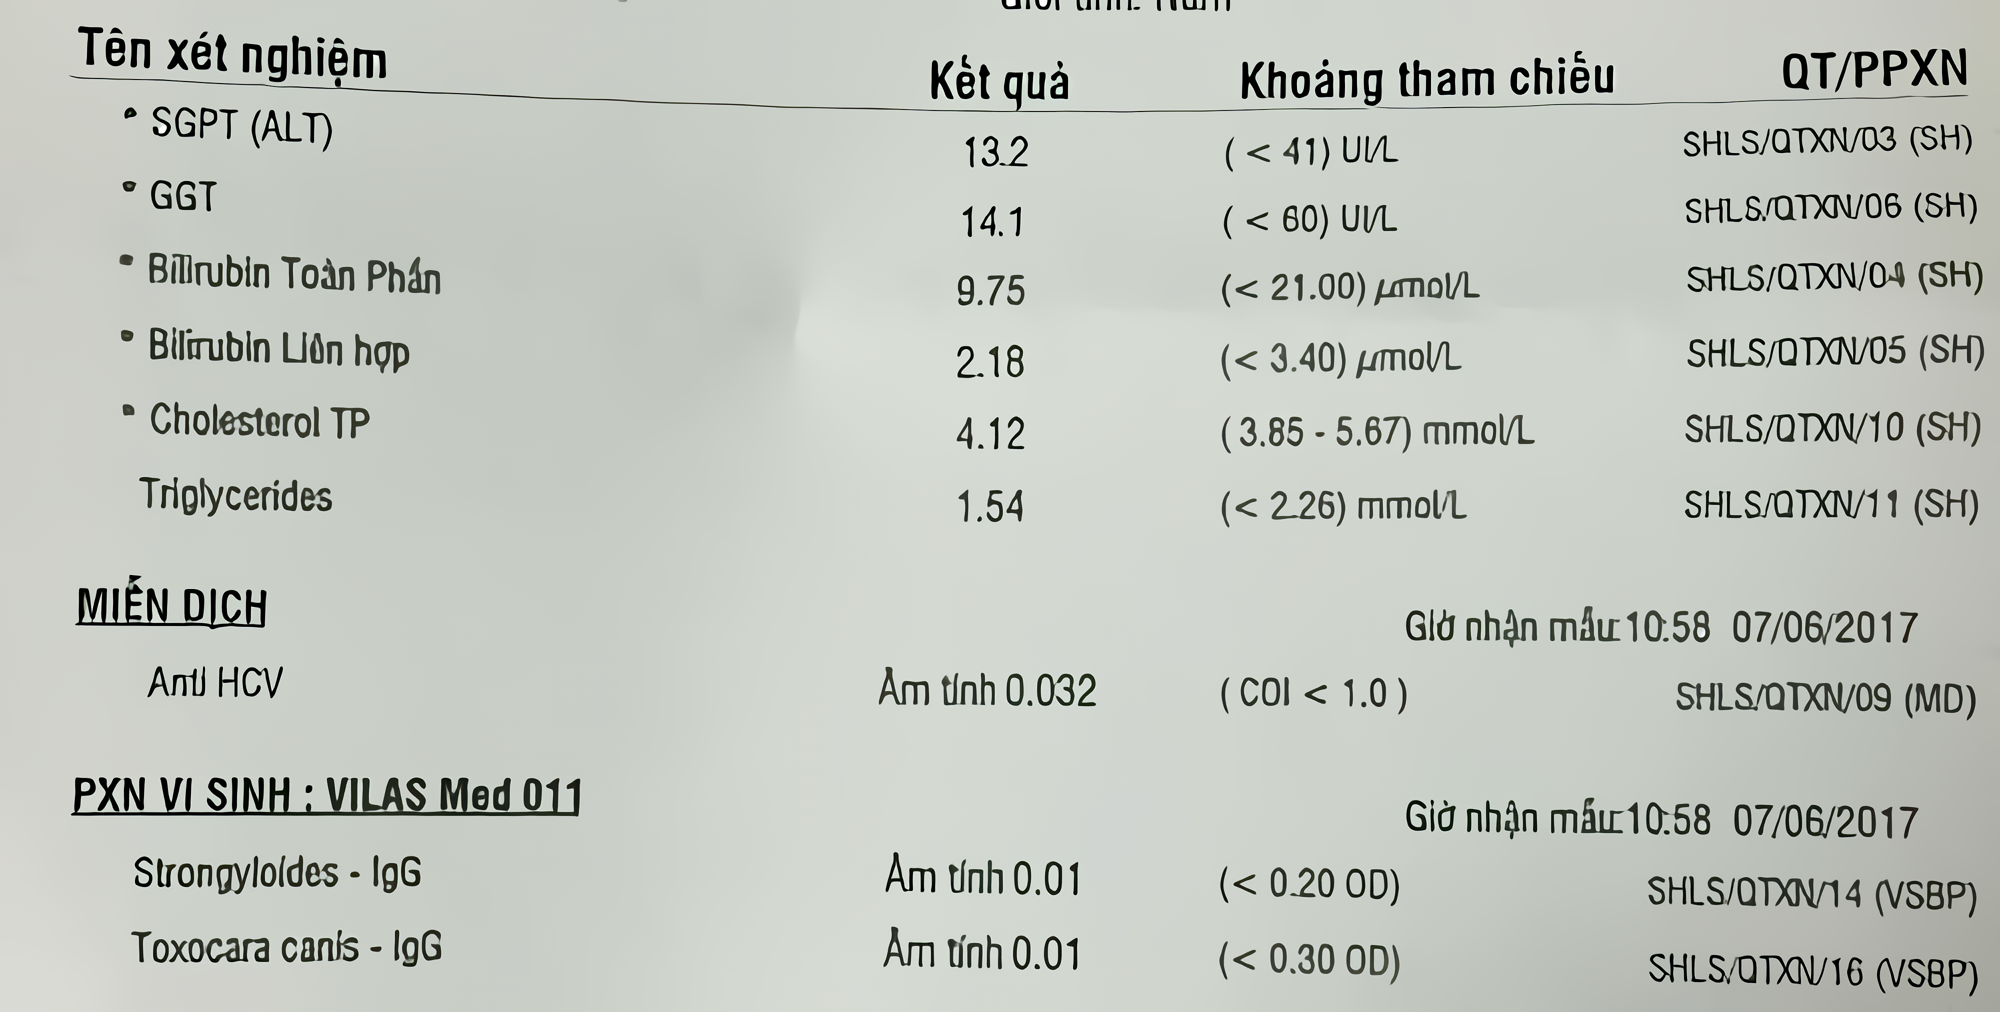 Giới tính: Nam
Tên xét nghiệm Kết quả Khoảng tham chiếu QT/PPXN
* SGPT (ALT) 13.2 ( < 41) UI/L SHLS/QTXN/03 (SH)
* GGT 14.1 ( < 60) UI/L SHLS/QTXN/06 (SH)
* Bilirubin Toàn Phần 9.75 (< 21.00) µmol/L SHLS/QTXN/04 (SH)
* Bilirubin Liên hợp 2.18 (< 3.40) µmol/L SHLS/QTXN/05 (SH)
* Cholesterol TP 4.12 ( 3.85 - 5.67) mmol/L SHLS/QTXN/10 (SH)
Triglycerides 1.54 (< 2.26) mmol/L SHLS/QTXN/11 (SH)
MIỄN DỊCH Giờ nhận mẫu:10:58 07/06/2017
Anti HCV Âm tính 0.032 ( COI < 1.0 ) SHLS/QTXN/09 (MD)
PXN VI SINH : VILAS Med 011 Giờ nhận mẫu:10:58 07/06/2017
Strongyloides - IgG Âm tính 0.01 (< 0.20 OD) SHLS/QTXN/14 (VSBP)
Toxocara canis - IgG Âm tính 0.01 (< 0.30 OD) SHLS/QTXN/16 (VSBP)